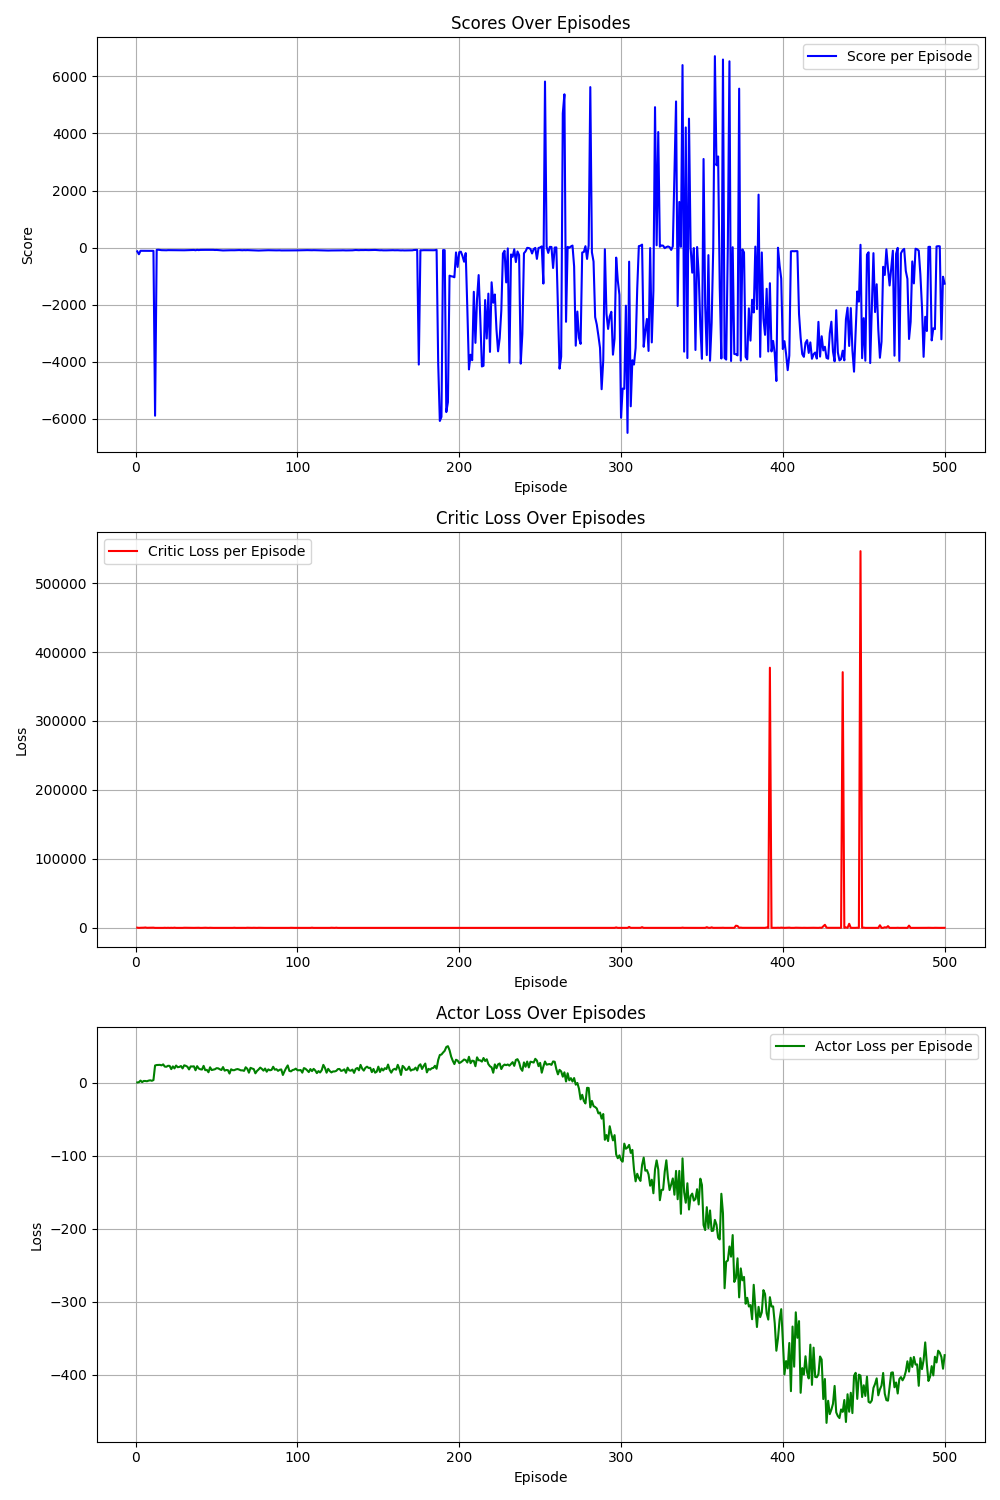 Scores Over Episodes
Score per Episode
6000
4000
2000
0
−2000
−4000
−6000
Score
0 100 200 300 400 500
Episode
Critic Loss Over Episodes
Critic Loss per Episode
500000
400000
300000
200000
100000
0
Loss
0 100 200 300 400 500
Episode
Actor Loss Over Episodes
Actor Loss per Episode
0
−100
−200
−300
−400
Loss
0 100 200 300 400 500
Episode